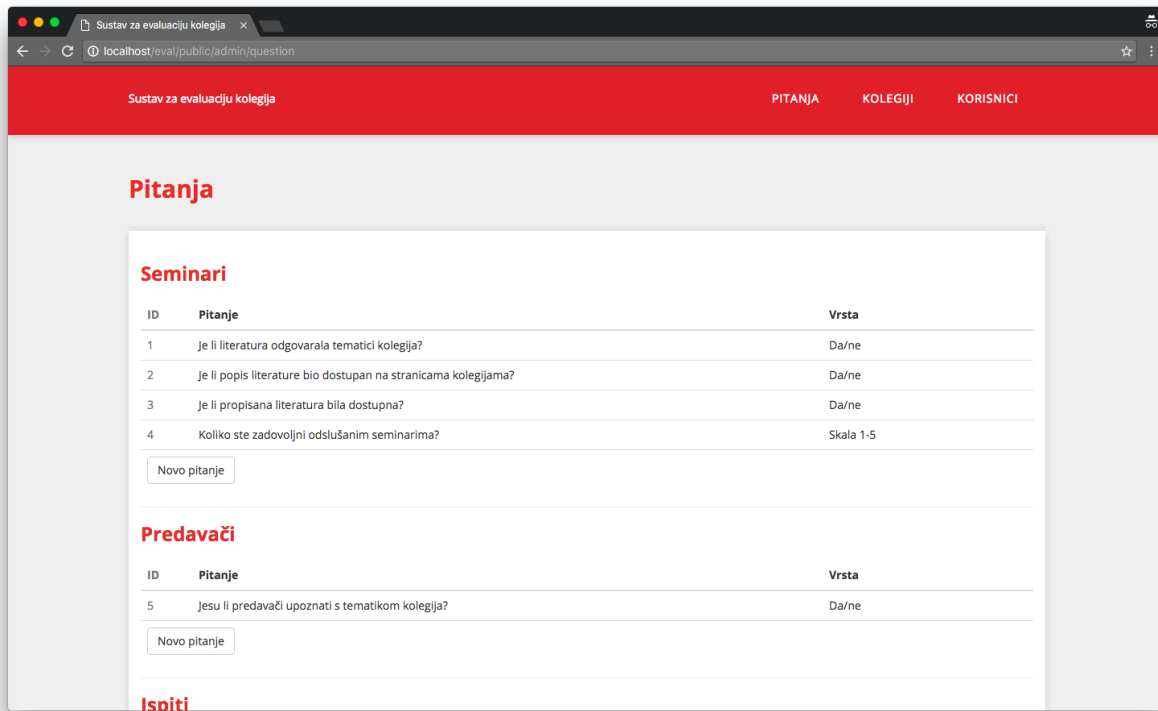 Sustav za evaluaciju kolegija
localhost/eval/public/admin/question
Sustav za evaluaciju kolegija PITANJA KOLEGIJI KORISNICI
Pitanja
Seminari
ID Pitanje Vrsta
1 Je li literatura odgovarala tematici kolegija? Da/ne
2 Je li popis literature bio dostupan na stranicama kolegijama? Da/ne
3 Je li propisana literatura bila dostupna? Da/ne
4 Koliko ste zadovoljni odslušanim seminarima? Skala 1-5
Novo pitanje
Predavači
ID Pitanje Vrsta
5 Jesu li predavači upoznati s tematikom kolegija? Da/ne
Novo pitanje
Ispiti